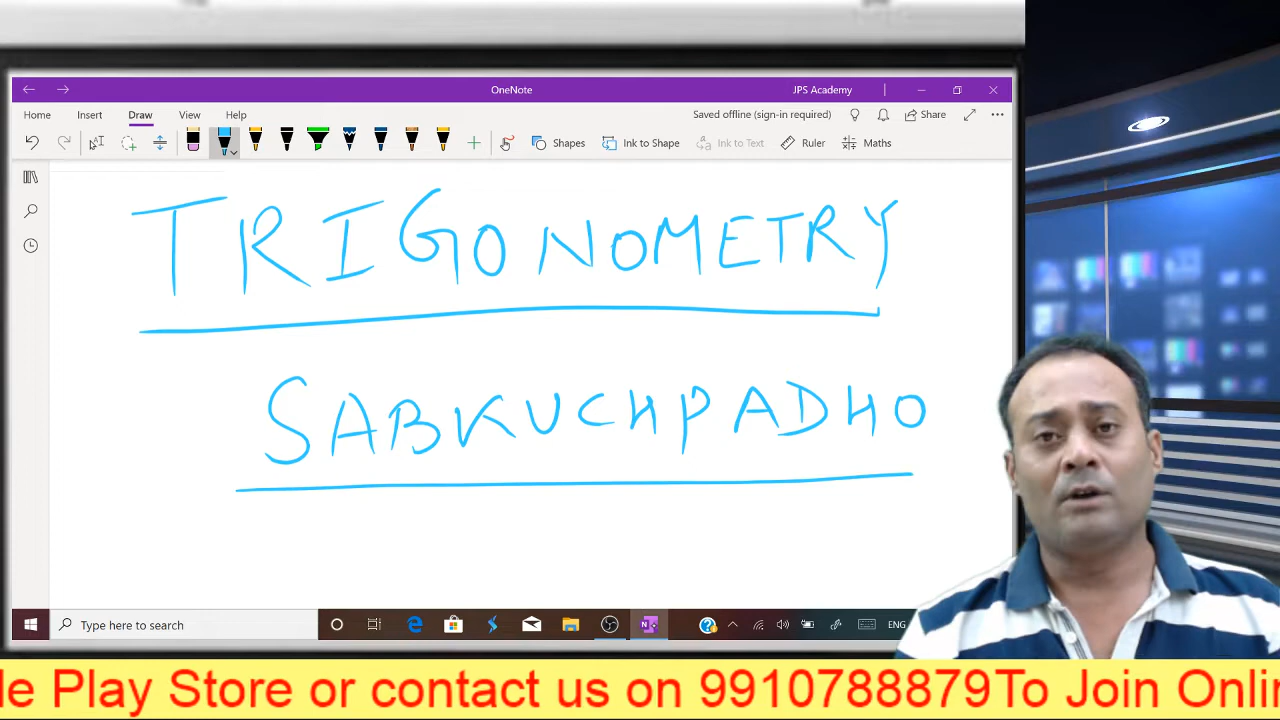 OneNote JPS Academy
Home Insert Draw View Help Saved offline (sign-in required) Share
Shapes Ink to Shape Ink to Text Ruler Maths
TRIGONOMETRY
SABKUCHPADHO
Type here to search ENG
le Play Store or contact us on 9910788879To Join Onli